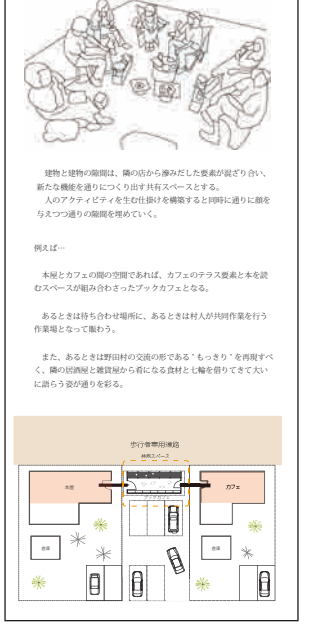 建物と建物の隙間は、隣の店から滲みだした要素が混ざり合い、
新たな機能を通りにつくり出す共有スペースとする。
人のアクティビティを生む仕掛けを構築すると同時に通りに顔を
与えつつ通りの隙間を埋めていく。
例えば…
本屋とカフェの間の空間であれば、カフェのテラス要素と本を読
むスペースが組み合わさったブックカフェとなる。
あるときは待ち合わせ場所に、あるときは村人が共同作業を行う
作業場となって賑わう。
また、あるときは野田村の交流の形である"もっきり"を再現すべ
く、隣の居酒屋と雑貨屋から肴になる食材と七輪を借りてきて大い
に語らう姿が通りを彩る。
歩行者専用道路
共有スペース
本屋
カフェ
ブックカフェ
倉庫
倉庫